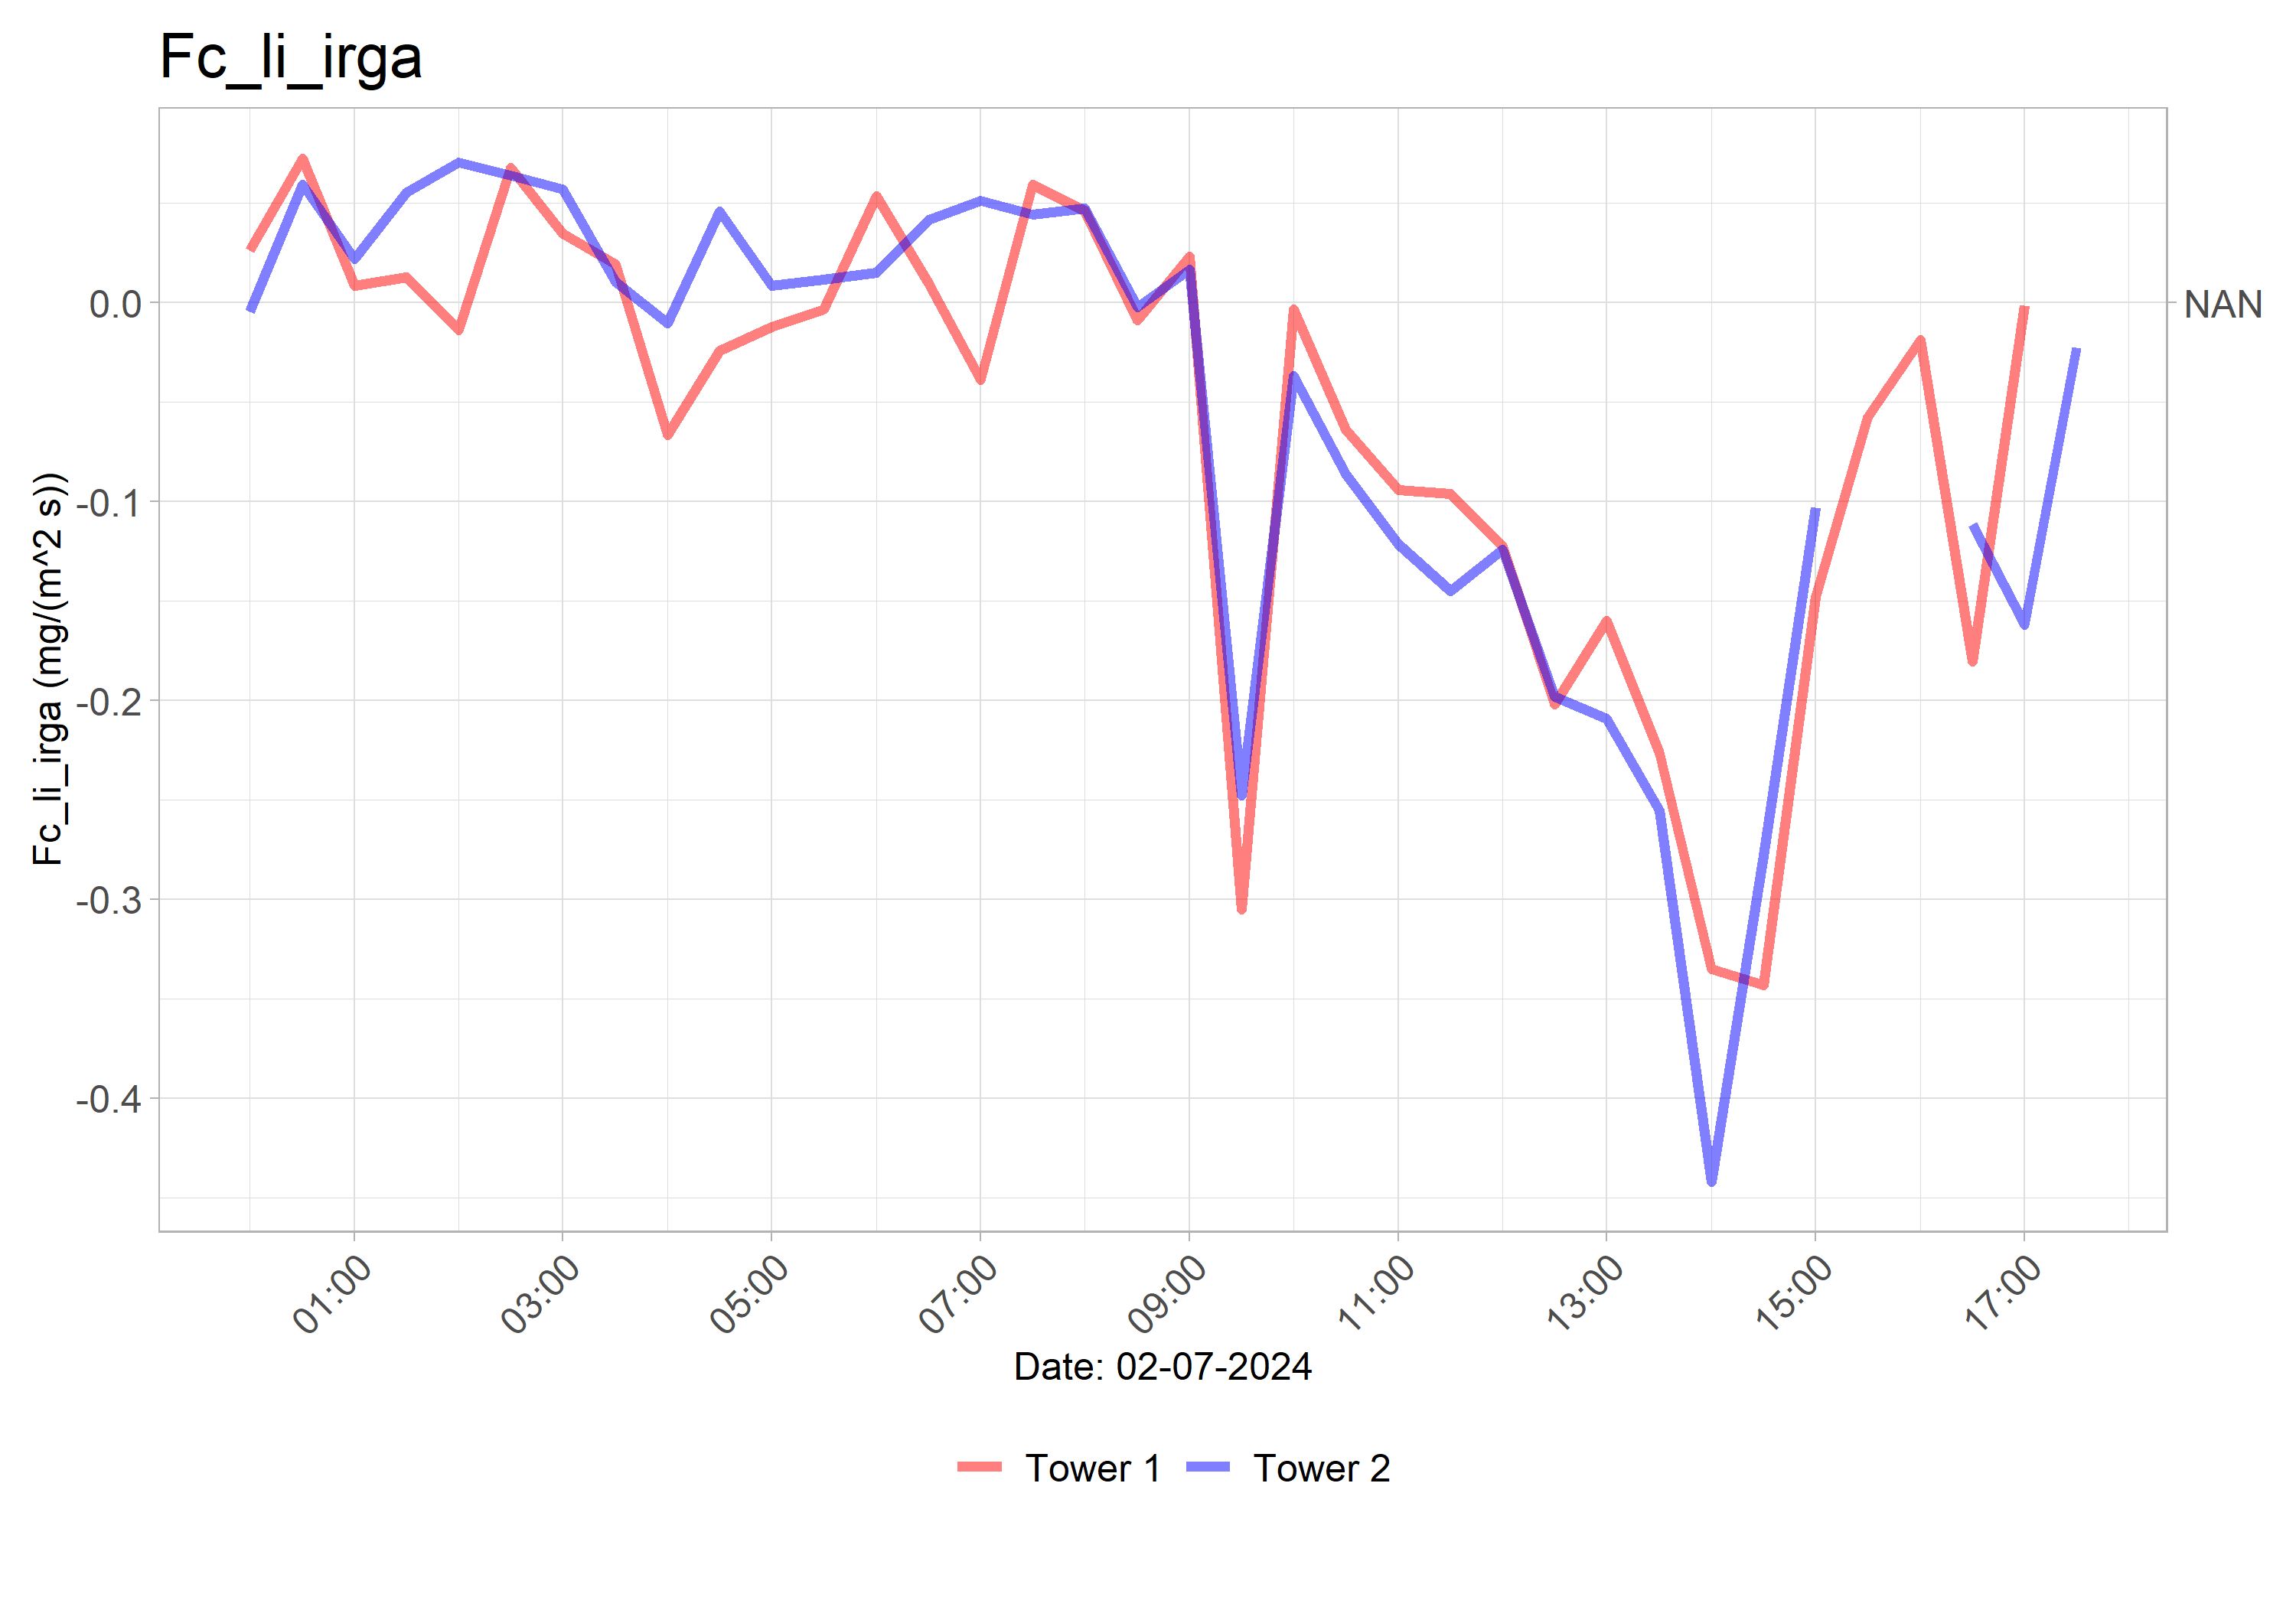 Fc_li_irga
Fc_li_irga (mg/(m^2 s))
0.0
-0.1
-0.2
-0.3
-0.4
NAN
01:00 03:00 05:00 07:00 09:00 11:00 13:00 15:00 17:00
Date: 02-07-2024
Tower 1 Tower 2